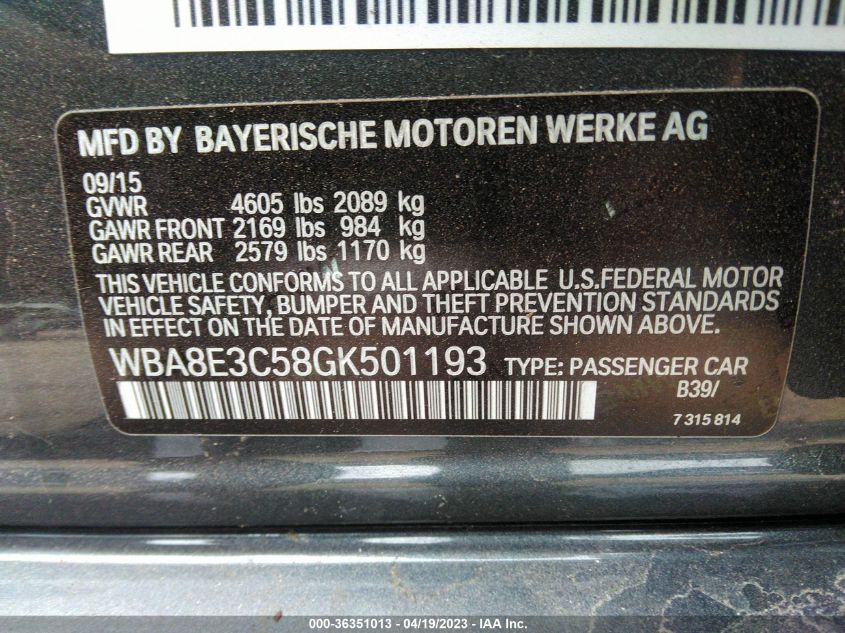 MFD BY BAYERISCHE MOTOREN WERKE AG
09/15
GVWR 4605 lbs 2089 kg
GAWR FRONT 2169 lbs 984 kg
GAWR REAR 2579 lbs 1170 kg
THIS VEHICLE CONFORMS TO ALL APPLICABLE U.S.FEDERAL MOTOR
VEHICLE SAFETY, BUMPER AND THEFT PREVENTION STANDARDS
IN EFFECT ON THE DATE OF MANUFACTURE SHOWN ABOVE.
WBA8E3C58GK501193 TYPE: PASSENGER CAR
B39/
7 315 814
000-36351013 - 04/19/2023 - IAA Inc.